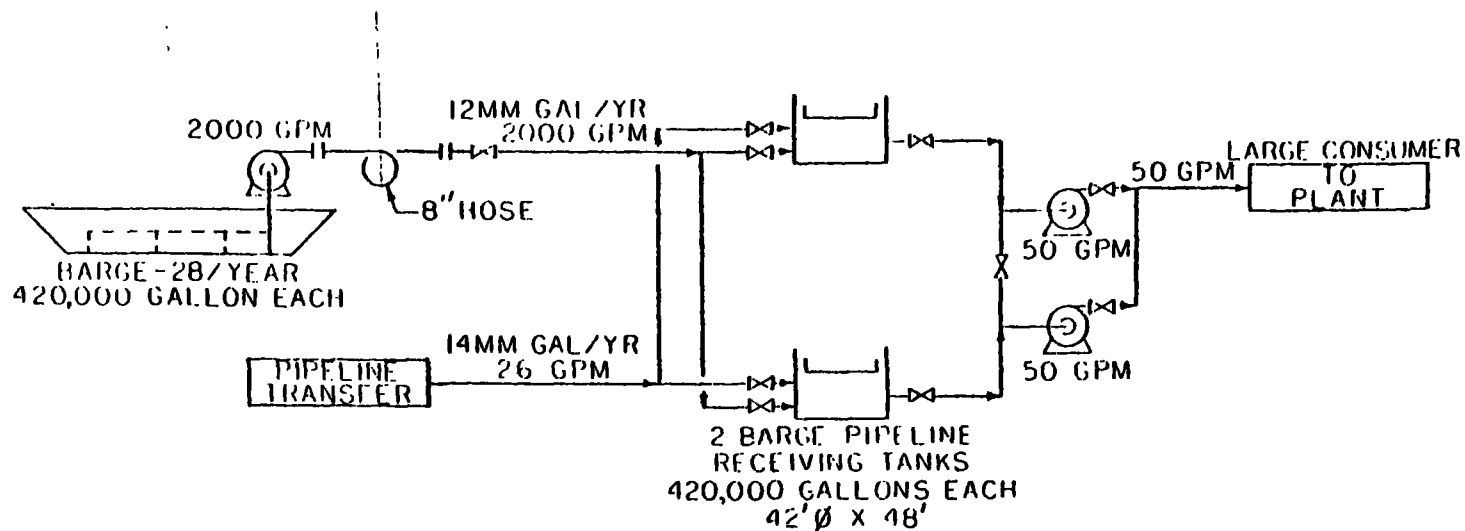 2000 GPM
12MM GAL/YR
2000 GPM
8" HOSE
BARGE-28/YEAR
420,000 GALLON EACH
PIPELINE
TRANSFER
14MM GAL/YR
26 GPM
2 BARGE PIPELINE
RECEIVING TANKS
420,000 GALLONS EACH
42'Ø X 48'
50 GPM
50 GPM
50 GPM
LARGE CONSUMER
TO
PLANT